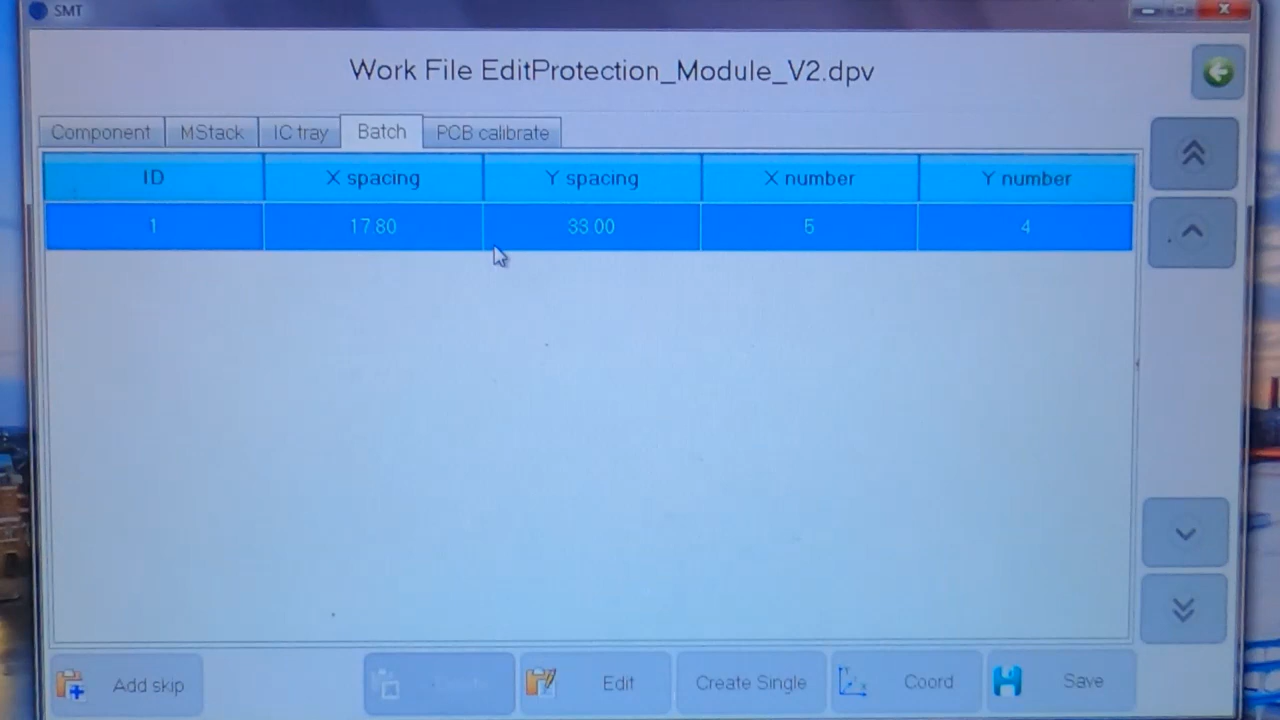 SMT
Work File EditProtection_Module_V2.dpv
Component MStack IC tray Batch PCB calibrate
ID X spacing Y spacing X number Y number
1 17.80 33.00 5 4
Add skip Edit Create Single Coord Save